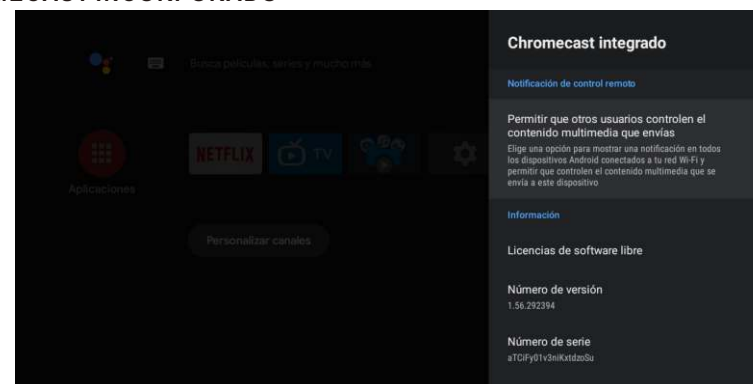 Chromecast integrado
Busca películas, series y mucho más
Notificación de control remoto
Permitir que otros usuarios controlen el
contenido multimedia que envías
Elige una opción para mostrar una notificación en todos
los dispositivos Android conectados a tu red Wi-Fi y
permitir que controlen el contenido multimedia que se
envía a este dispositivo
NETFLIX
TV
Aplicaciones
Información
Personalizar canales
Licencias de software libre
Número de versión
1.56.292394
Número de serie
aTCiFy01v3niKxtdzoSu